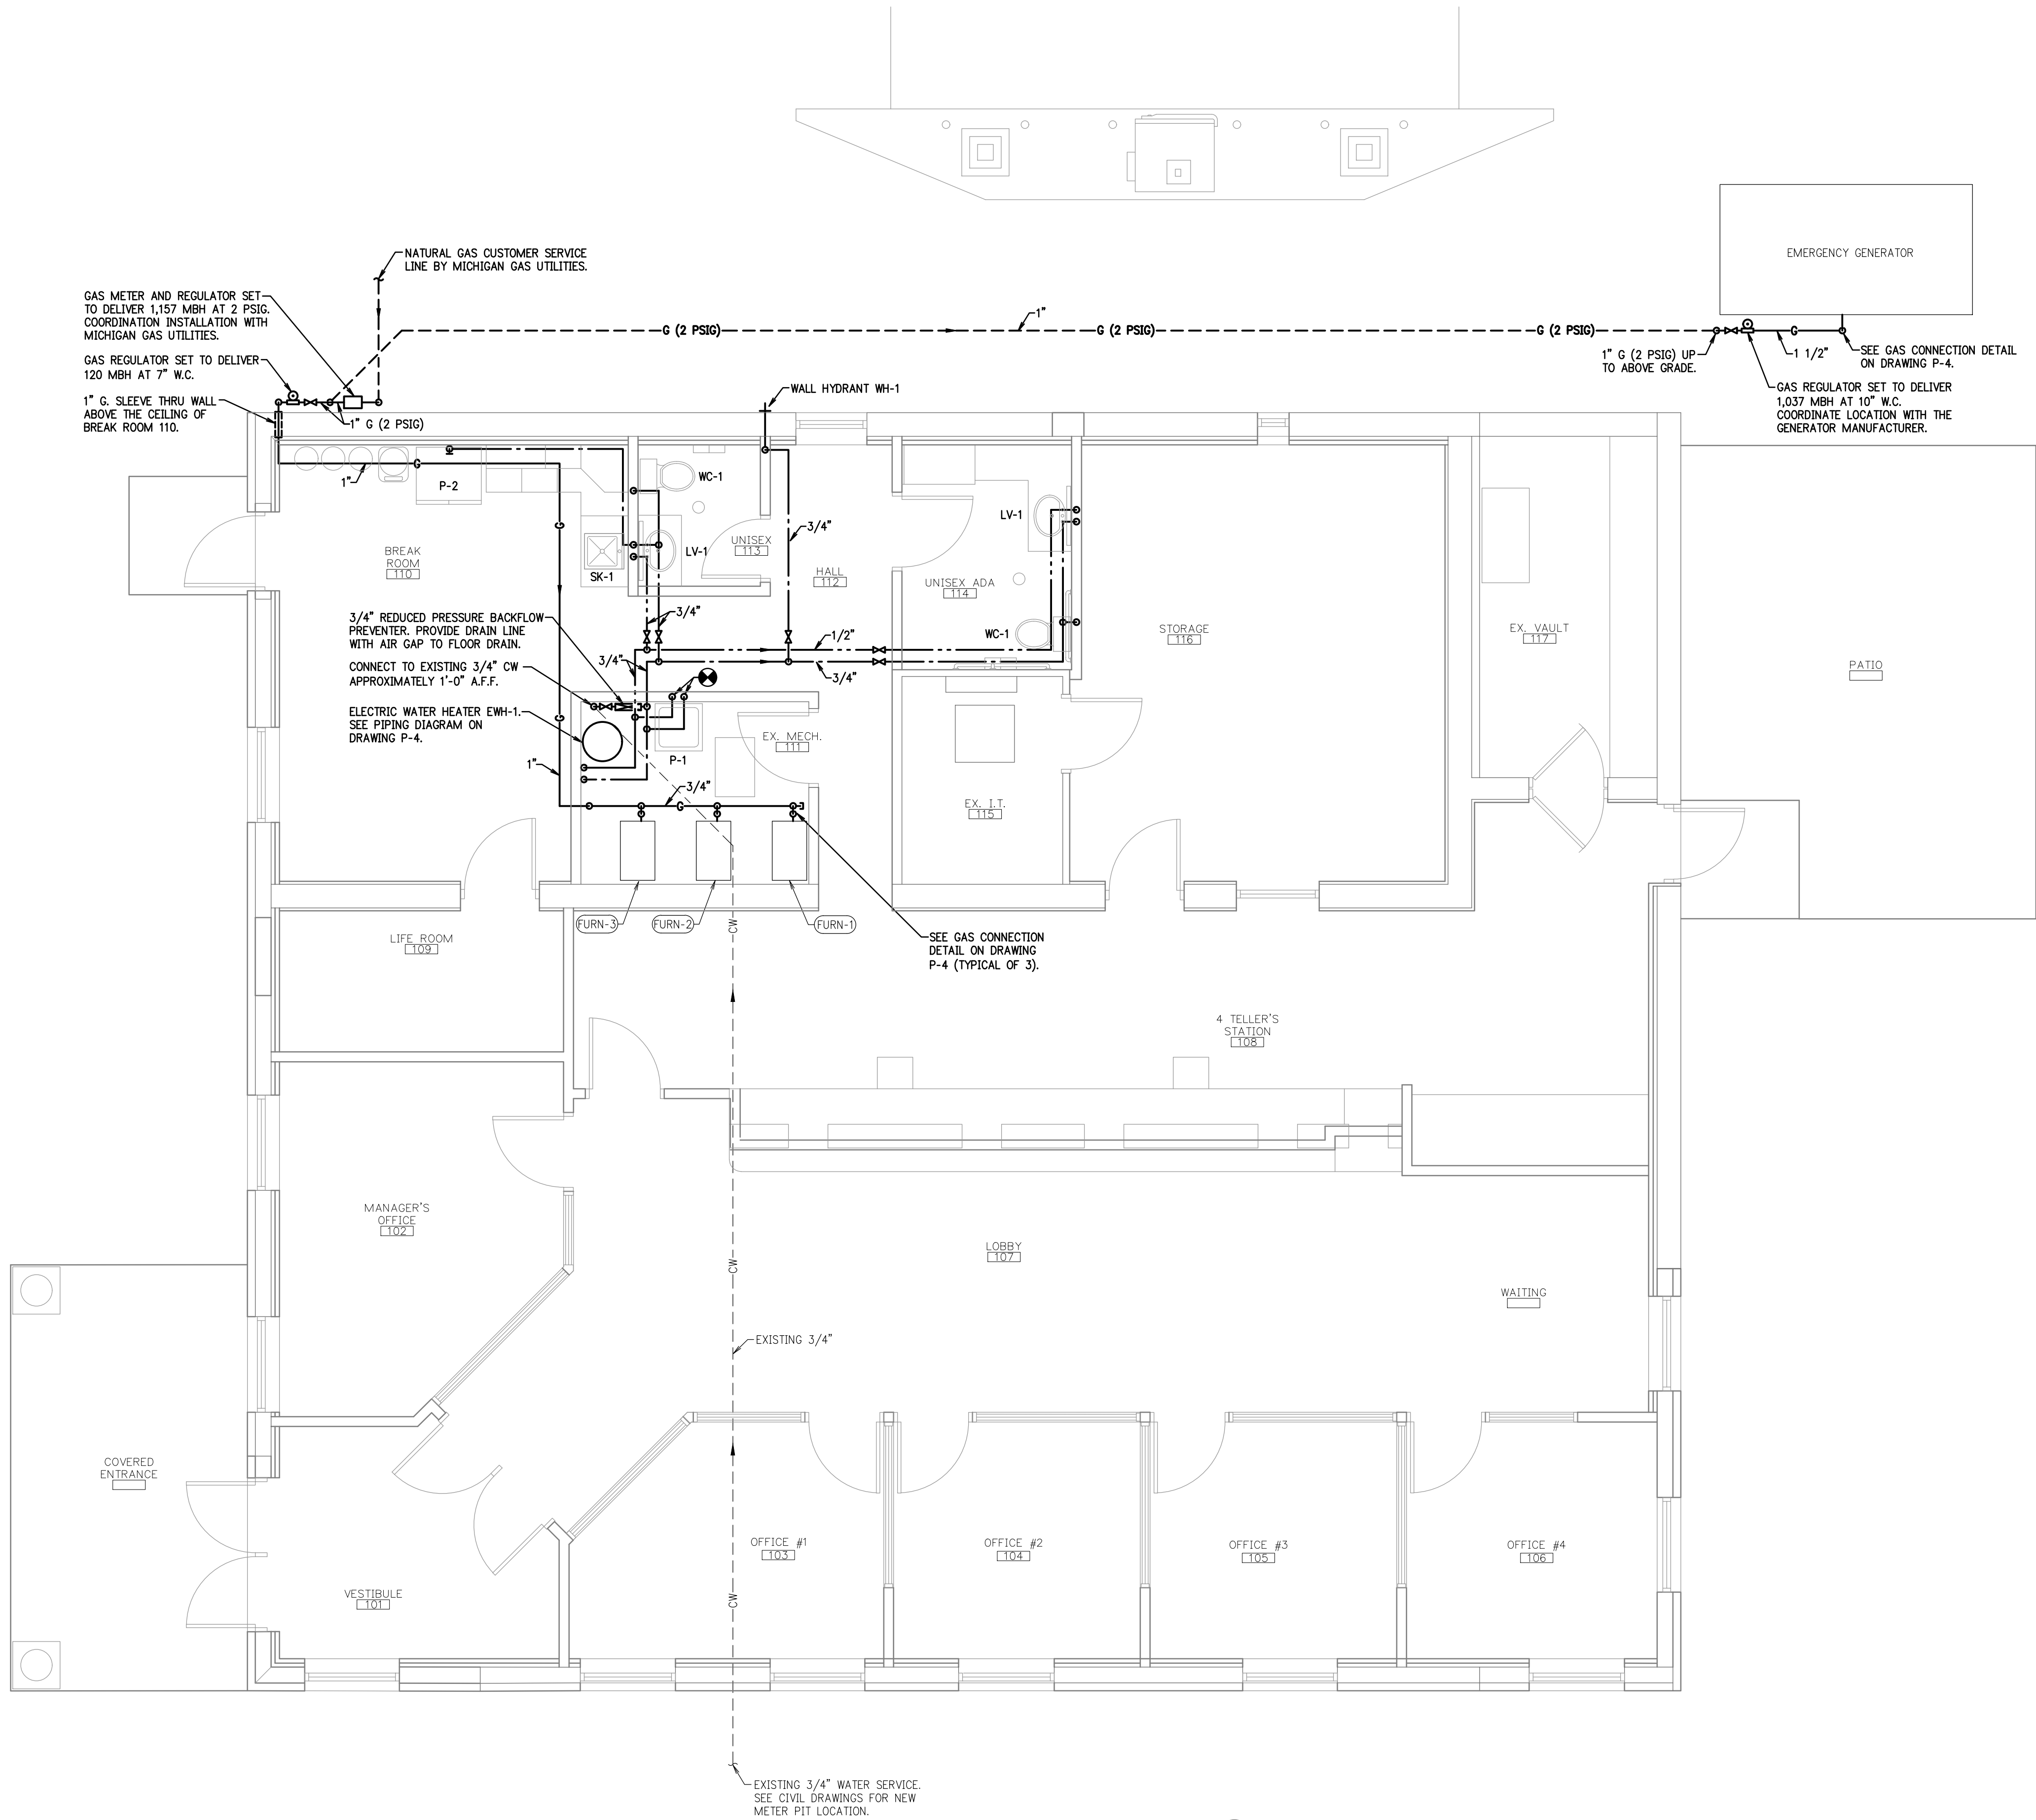 EMERGENCY GENERATOR
NATURAL GAS CUSTOMER SERVICE
LINE BY MICHIGAN GAS UTILITIES.
GAS METER AND REGULATOR SET
TO DELIVER 1,157 MBH AT 2 PSIG.
COORDINATION INSTALLATION WITH
MICHIGAN GAS UTILITIES.
1"
G (2 PSIG)
G (2 PSIG)
G (2 PSIG)
GAS REGULATOR SET TO DELIVER
120 MBH AT 7" W.C.
1" G (2 PSIG) UP
TO ABOVE GRADE.
G
1 1/2"
SEE GAS CONNECTION DETAIL
ON DRAWING P-4.
GAS REGULATOR SET TO DELIVER
1,037 MBH AT 10" W.C.
COORDINATE LOCATION WITH THE
GENERATOR MANUFACTURER.
1" G. SLEEVE THRU WALL
ABOVE THE CEILING OF
BREAK ROOM 110.
1" G (2 PSIG)
WALL HYDRANT WH-1
G
1"
P-2
WC-1
LV-1
G
3/4"
UNISEX
113
LV-1
BREAK
ROOM
110
SK-1
HALL
112
UNISEX ADA
114
3/4" REDUCED PRESSURE BACKFLOW
PREVENTER. PROVIDE DRAIN LINE
WITH AIR GAP TO FLOOR DRAIN.
3/4"
1/2"
WC-1
STORAGE
116
EX. VAULT
117
PATIO
CONNECT TO EXISTING 3/4" CW
APPROXIMATELY 1'-0" A.F.F.
3/4"
3/4"
ELECTRIC WATER HEATER EWH-1.
SEE PIPING DIAGRAM ON
DRAWING P-4.
G
EX. MECH.
111
P-1
1"
3/4"
G
EX. I.T.
115
FURN-3
FURN-2
FURN-1
CW
LIFE ROOM
109
SEE GAS CONNECTION
DETAIL ON DRAWING
P-4 (TYPICAL OF 3).
4 TELLER'S
STATION
108
MANAGER'S
OFFICE
102
LOBBY
107
CW
WAITING
EXISTING 3/4"
COVERED
ENTRANCE
OFFICE #1
103
OFFICE #2
104
OFFICE #3
105
OFFICE #4
106
VESTIBULE
101
CW
EXISTING 3/4" WATER SERVICE.
SEE CIVIL DRAWINGS FOR NEW
METER PIT LOCATION.